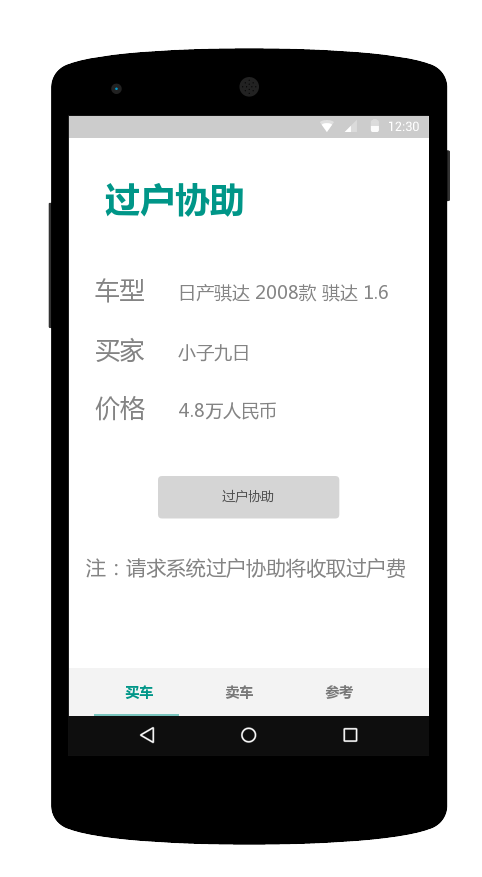 12:30
过户协助
车型 日产骐达 2008款 骐达 1.6
买家 小子九日
价格 4.8万人民币
过户协助
注：请求系统过户协助将收取过户费
买车 卖车 参考